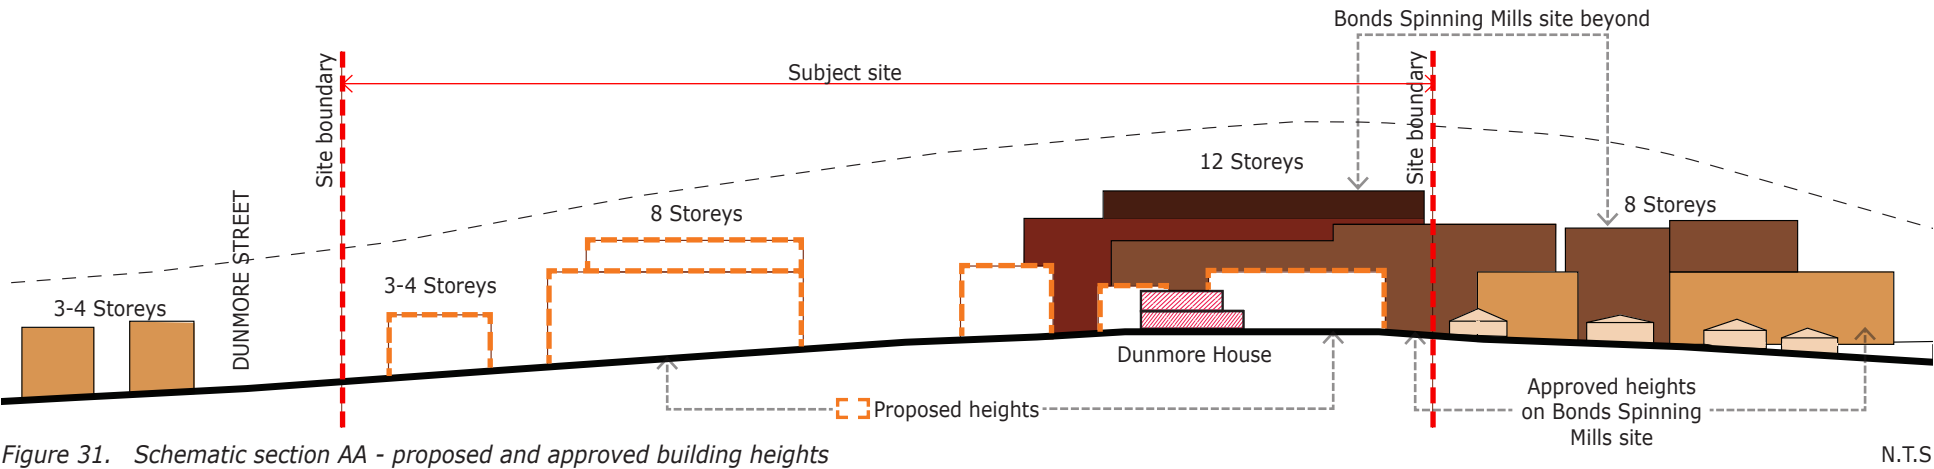 Bonds Spinning Mills site beyond
Subject site
Site boundary
Site boundary
12 Storeys
8 Storeys
8 Storeys
3-4 Storeys
3-4 Storeys
DUNMORE STREET
Dunmore House
Proposed heights
Approved heights
on Bonds Spinning
Mills site
Figure 31. Schematic section AA - proposed and approved building heights
N.T.S